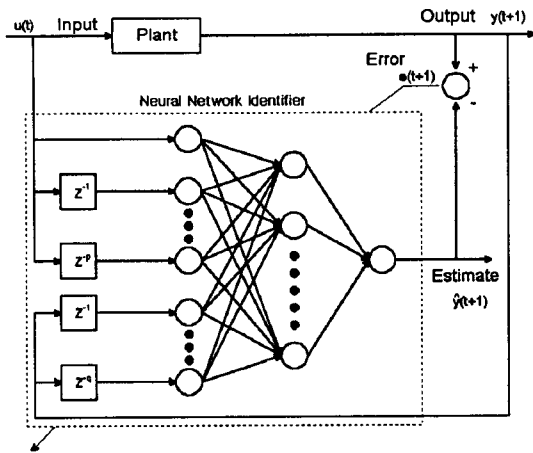 u(t) Input Plant Output y(t+1)
Error
•(t+1)
+
-
Neural Network Identifier
z⁻¹
z⁻ᵖ
z⁻¹
z⁻q
Estimate
ŷ(t+1)